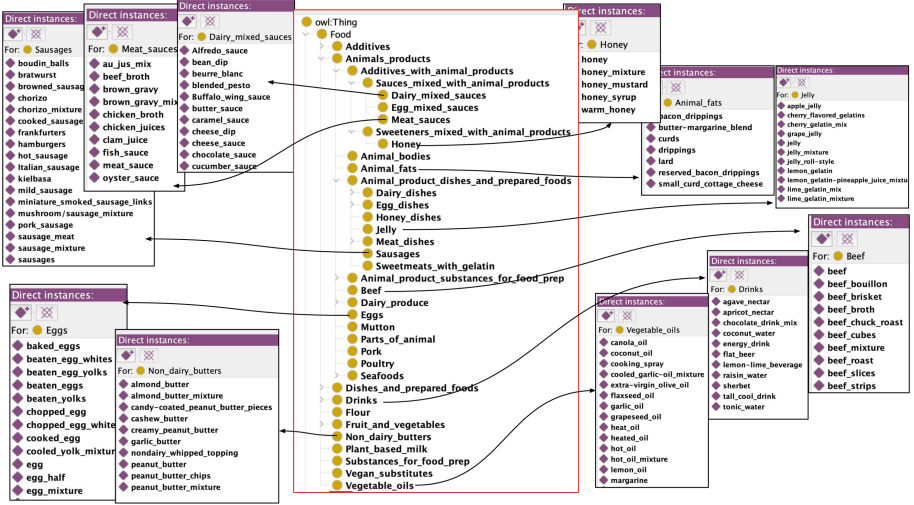 Direct instances:
For: Sausages
boudin_balls
bratwurst
browned_sausag
chorizo
chorizo_mixture
cooked_sausage
frankfurters
hamburgers
hot_sausage
Italian_sausage
kielbasa
mild_sausage
miniature_smoked_sausage_links
mushroom/sausage_mixture
pork_sausage
sausage_meat
sausage_mixture
sausages
Direct instances:
For: Meat_sauces
au_jus_mix
beef_broth
brown_gravy
brown_gravy_mix
chicken_broth
chicken_juices
clam_juice
fish_sauce
meat_sauce
oyster_sauce
Direct instances:
For: Dairy_mixed_sauces
Alfredo_sauce
bean_dip
beurre_blanc
blended_pesto
Buffalo_wing_sauce
butter_sauce
caramel_sauce
cheese_dip
cheese_sauce
chocolate_sauce
cucumber_sauce
owl:Thing
Food
Additives
Animals_products
Additives_with_animal_products
Sauces_mixed_with_animal_products
Dairy_mixed_sauces
Egg_mixed_sauces
Meat_sauces
Sweeteners_mixed_with_animal_products
Honey
Animal_bodies
Animal_fats
Animal_product_dishes_and_prepared_foods
Dairy_dishes
Egg_dishes
Honey_dishes
Jelly
Meat_dishes
Sausages
Sweetmeats_with_gelatin
Animal_product_substances_for_food_prep
Beef
Dairy_produce
Eggs
Mutton
Parts_of_animal
Pork
Poultry
Seafoods
Dishes_and_prepared_foods
Drinks
Flour
Fruit_and_vegetables
Non_dairy_butters
Plant_based_milk
Substances_for_food_prep
Vegan_substitutes
Vegetable_oils
Direct instances:
For: Honey
honey
honey_mixture
honey_mustard
honey_syrup
warm_honey
Direct instances:
Animal_fats
bacon_drippings
butter-margarine_blend
curds
drippings
lard
reserved_bacon_drippings
small_curd_cottage_cheese
Direct instances:
For: Jelly
apple_jelly
cherry_flavored_gelatins
cherry_gelatin_mix
grape_jelly
jelly
jelly_mixture
jelly_roll-style
lemon_gelatin
lemon_gelatin-pineapple_juice_mixtu
lime_gelatin_mix
lime_gelatin_mixture
Direct instances:
For: Eggs
baked_eggs
beaten_egg_whites
beaten_egg_yolks
beaten_eggs
beaten_yolks
chopped_egg
chopped_egg_white
cooked_egg
cooled_yolk_mixtur
egg
egg_half
egg_mixture
Direct instances:
For: Non_dairy_butters
almond_butter
almond_butter_mixture
candy-coated_peanut_butter_pieces
cashew_butter
creamy_peanut_butter
garlic_butter
nondairy_whipped_topping
peanut_butter
peanut_butter_chips
peanut_butter_mixture
Direct instances:
For: Vegetable_oils
canola_oil
coconut_oil
cooking_spray
cooled_garlic-oil_mixture
extra-virgin_olive_oil
flaxseed_oil
garlic_oil
grapeseed_oil
heat_oil
heated_oil
hot_oil
hot_oil_mixture
lemon_oil
margarine
Direct instances:
For: Drinks
agave_nectar
apricot_nectar
chocolate_drink_mix
coconut_water
energy_drink
flat_beer
lemon-lime_beverage
raisin_water
sherbet
tall_cool_drink
tonic_water
Direct instances:
For: Beef
beef
beef_bouillon
beef_brisket
beef_broth
beef_chuck_roast
beef_cubes
beef_mixture
beef_roast
beef_slices
beef_strips